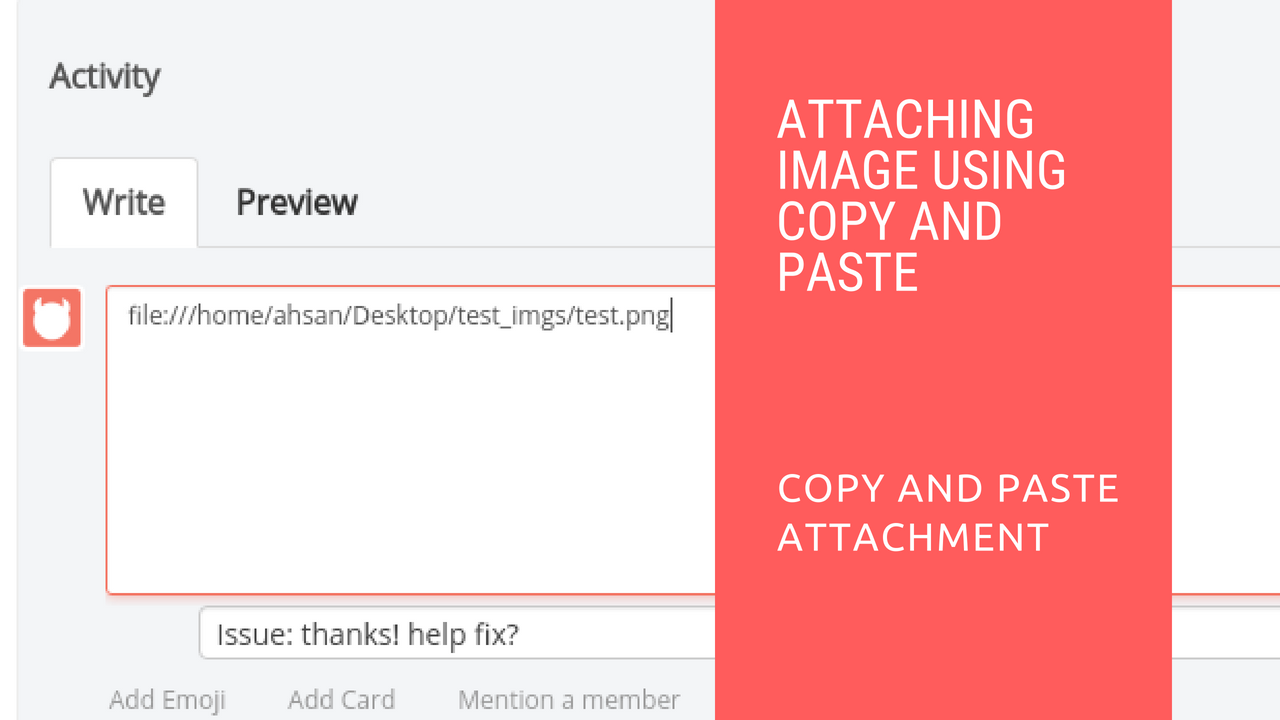 Activity
Write
Preview
file:///home/ahsan/Desktop/test_imgs/test.png
Issue: thanks! help fix?
Add Emoji
Add Card
Mention a member
ATTACHING
IMAGE USING
COPY AND
PASTE
COPY AND PASTE
ATTACHMENT